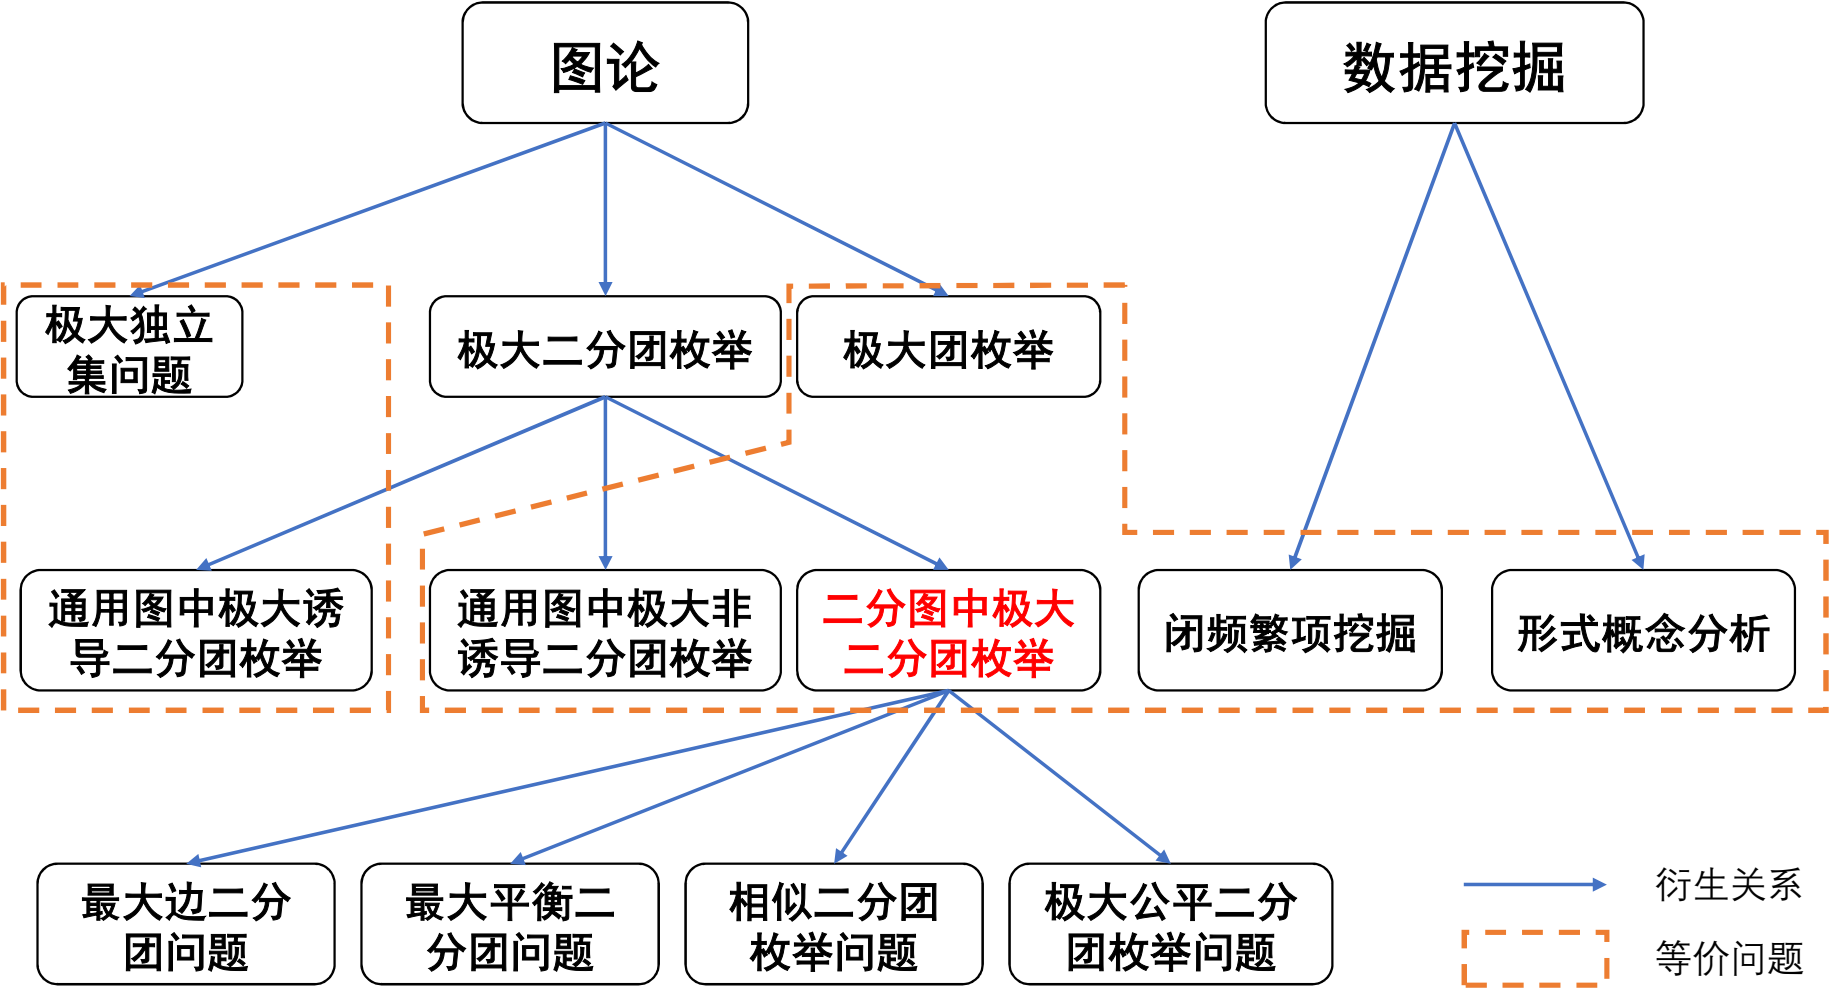 图论
数据挖掘
极大独立
集问题
极大二分团枚举
极大团枚举
通用图中极大诱
导二分团枚举
通用图中极大非
诱导二分团枚举
二分图中极大
二分团枚举
闭频繁项挖掘
形式概念分析
最大边二分
团问题
最大平衡二
分团问题
相似二分团
枚举问题
极大公平二分
团枚举问题
衍生关系
等价问题